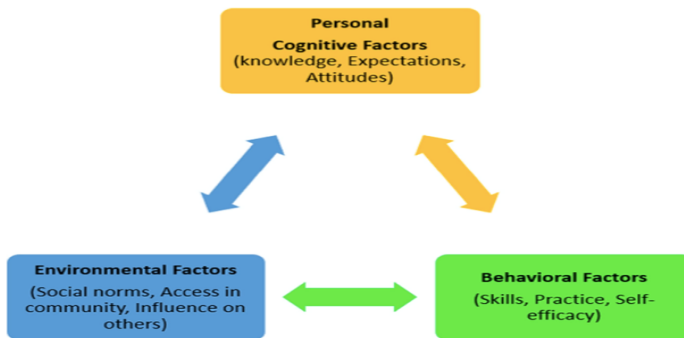 Personal
Cognitive Factors
(knowledge, Expectations,
Attitudes)
Environmental Factors
(Social norms, Access in
community, Influence on
others)
Behavioral Factors
(Skills, Practice, Self-
efficacy)